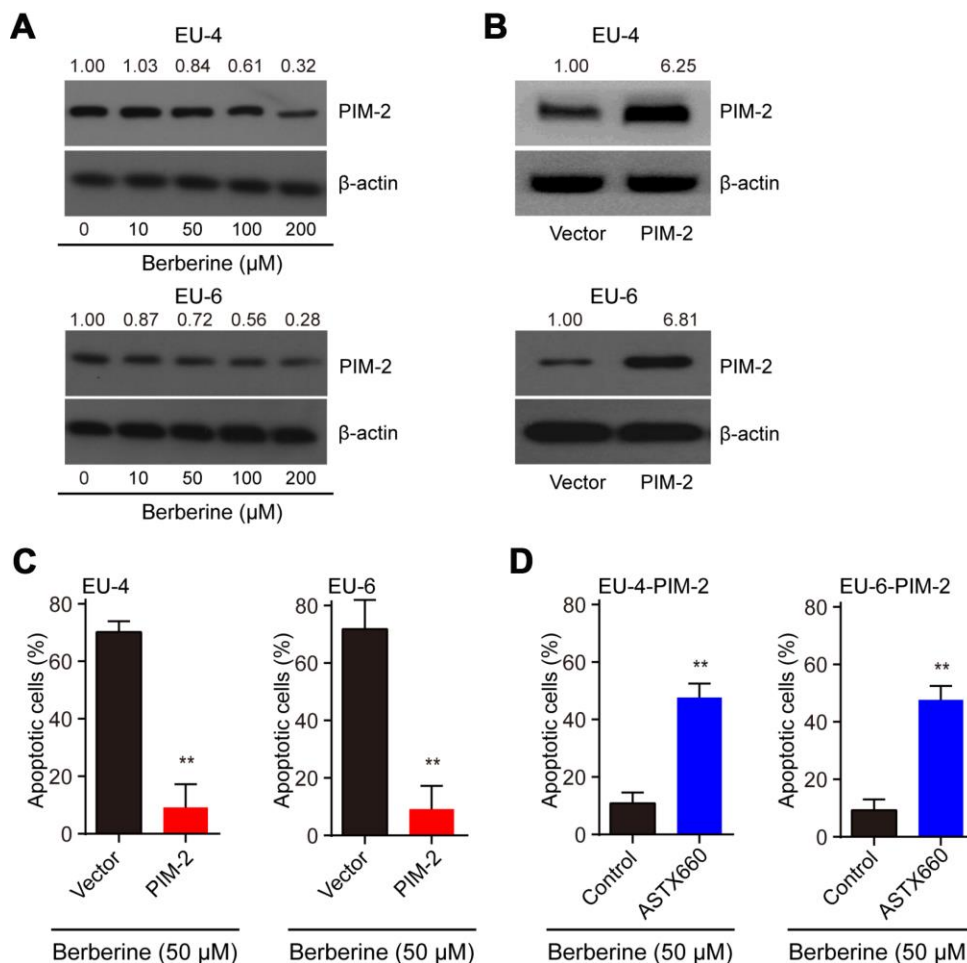 A
EU-4
1.00 1.03 0.84 0.61 0.32
PIM-2
β-actin
0 10 50 100 200
Berberine (µM)
EU-6
1.00 0.87 0.72 0.56 0.28
PIM-2
β-actin
0 10 50 100 200
Berberine (µM)
B
EU-4
1.00 6.25
PIM-2
β-actin
Vector PIM-2
EU-6
1.00 6.81
PIM-2
β-actin
Vector PIM-2
C
EU-4
Apoptotic cells (%)
80
60
40
20
0
**
Vector
PIM-2
Berberine (50 µM)
EU-6
Apoptotic cells (%)
80
60
40
20
0
**
Vector
PIM-2
Berberine (50 µM)
D
EU-4-PIM-2
Apoptotic cells (%)
80
60
40
20
0
**
Control
ASTX660
Berberine (50 µM)
EU-6-PIM-2
Apoptotic cells (%)
80
60
40
20
0
**
Control
ASTX660
Berberine (50 µM